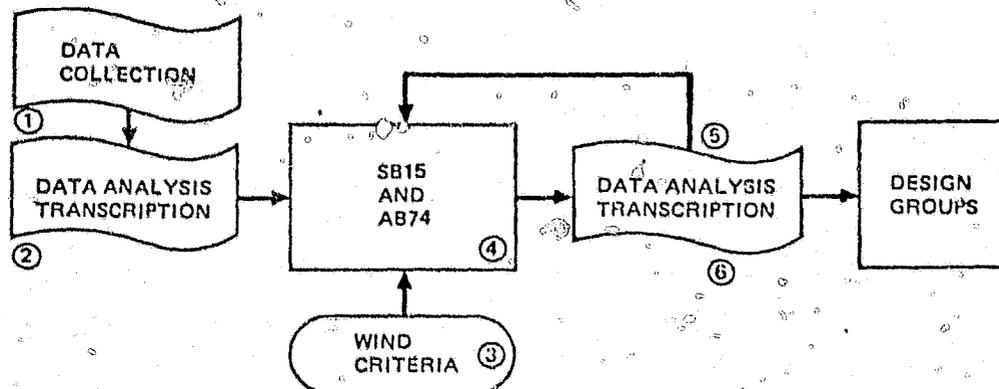 DATA
COLLECTION
1
DATA ANALYSIS
TRANSCRIPTION
2
SB15
AND
AB74
4
WIND
CRITERIA
3
5
DATA ANALYSIS
TRANSCRIPTION
6
DESIGN
GROUPS